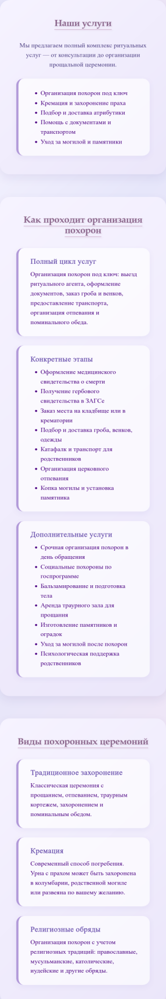 Наши услуги
Мы предлагаем полный комплекс ритуальных
услуг — от консультации до организации
прощальной церемонии.
• Организация похорон под ключ
• Кремация и захоронение праха
• Подбор и доставка атрибутики
• Помощь с документами и
транспортом
• Уход за могилой и памятники
Как проходит организация
похорон
Полный цикл услуг
Организация похорон под ключ: выезд
ритуального агента, оформление
документов, заказ гроба и венков,
предоставление транспорта,
организация отпевания и
поминального обеда.
Конкретные этапы
• Оформление медицинского
свидетельства о смерти
• Получение гербового
свидетельства в ЗАГСе
• Заказ места на кладбище или в
крематории
• Подбор и доставка гроба, венков,
одежды
• Катафалк и транспорт для
родственников
• Организация церковного
отпевания
• Копка могилы и установка
памятника
Дополнительные услуги
• Срочная организация похорон в
день обращения
• Социальные похороны по
госпрограмме
• Бальзамирование и подготовка
тела
• Аренда траурного зала для
прощания
• Изготовление памятников и
оградок
• Уход за могилой после похорон
• Психологическая поддержка
родственников
Виды похоронных церемоний
Традиционное захоронение
Классическая церемония с
прощанием, отпеванием, траурным
кортежем, захоронением и
поминальным обедом.
Кремация
Современный способ погребения.
Урна с прахом может быть захоронена
в колумбарии, родственной могиле
или развеяна по вашему желанию.
Религиозные обряды
Организация похорон с учетом
религиозных традиций: православные,
мусульманские, католические,
иудейские и другие обряды.